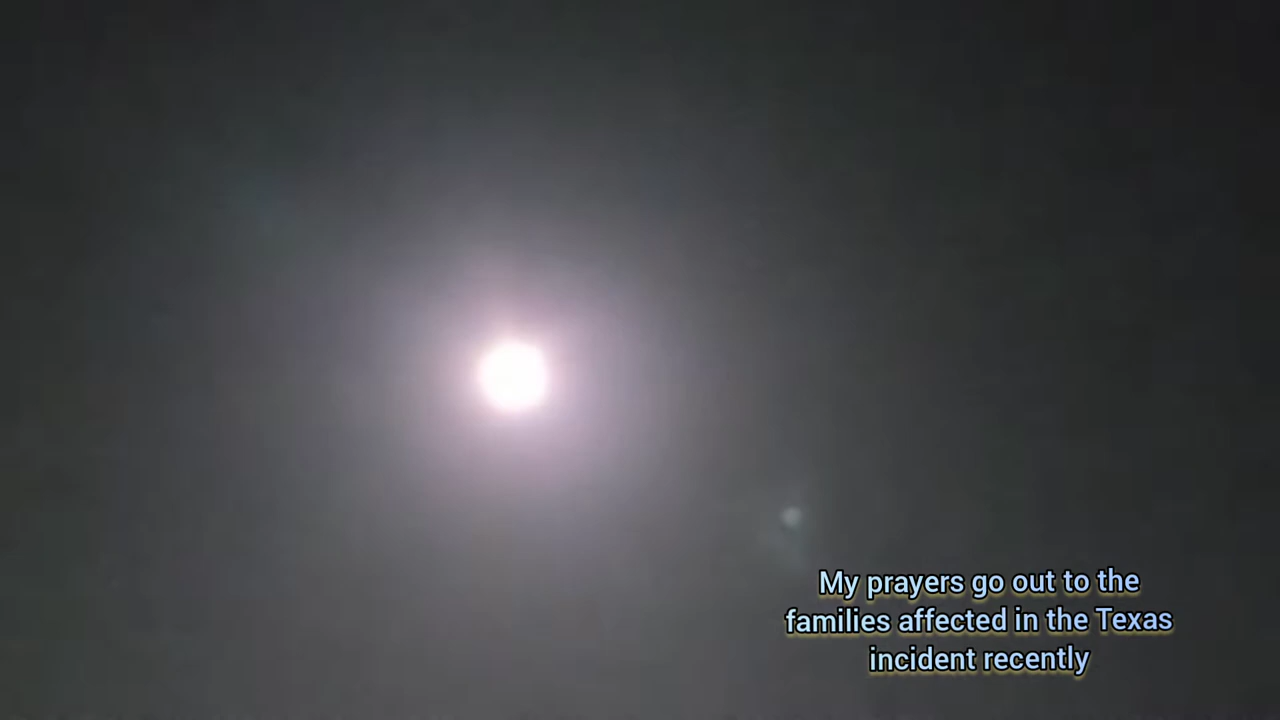 My prayers go out to the
families affected in the Texas
incident recently